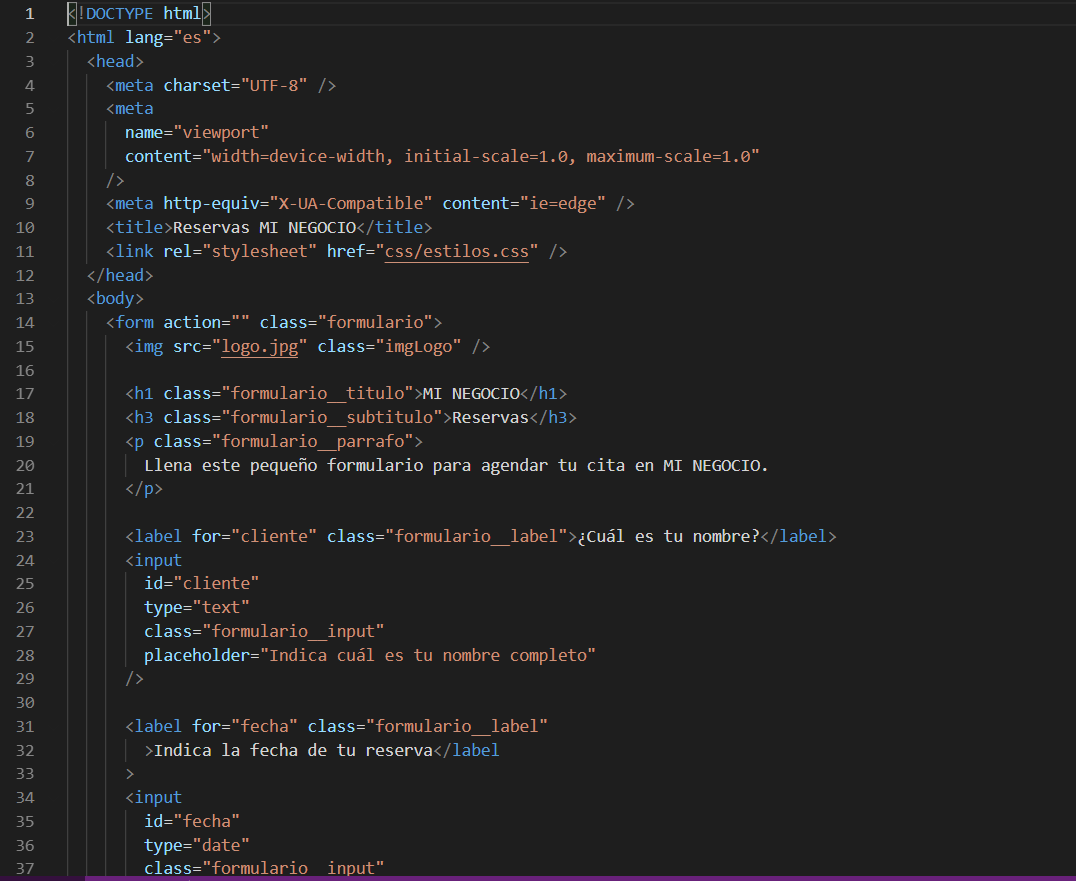 1 <!DOCTYPE html>
2 <html lang="es">
3 <head>
4 <meta charset="UTF-8" />
5 <meta
6 name="viewport"
7 content="width=device-width, initial-scale=1.0, maximum-scale=1.0"
8 />
9 <meta http-equiv="X-UA-Compatible" content="ie=edge" />
10 <title>Reservas MI NEGOCIO</title>
11 <link rel="stylesheet" href="css/estilos.css" />
12 </head>
13 <body>
14 <form action="" class="formulario">
15 <img src="logo.jpg" class="imgLogo" />
16
17 <h1 class="formulario__titulo">MI NEGOCIO</h1>
18 <h3 class="formulario__subtitulo">Reservas</h3>
19 <p class="formulario__parrafo">
20 Llena este pequeño formulario para agendar tu cita en MI NEGOCIO.
21 </p>
22
23 <label for="cliente" class="formulario__label">¿Cuál es tu nombre?</label>
24 <input
25 id="cliente"
26 type="text"
27 class="formulario__input"
28 placeholder="Indica cuál es tu nombre completo"
29 />
30
31 <label for="fecha" class="formulario__label"
32 >Indica la fecha de tu reserva</label
33 >
34 <input
35 id="fecha"
36 type="date"
37 class="formulario__input"